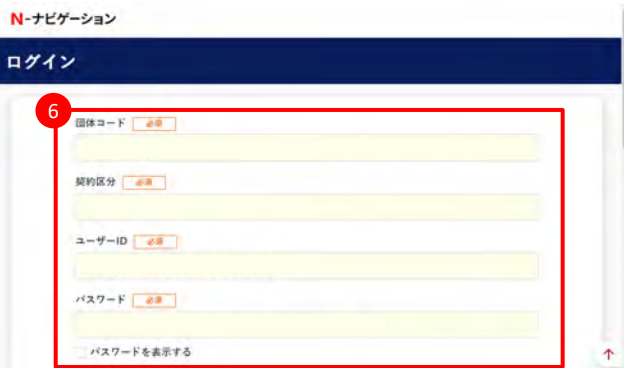 N-ナビゲーション
ログイン
6
団体コード 必須
契約区分 必須
ユーザーID 必須
パスワード 必須
パスワードを表示する